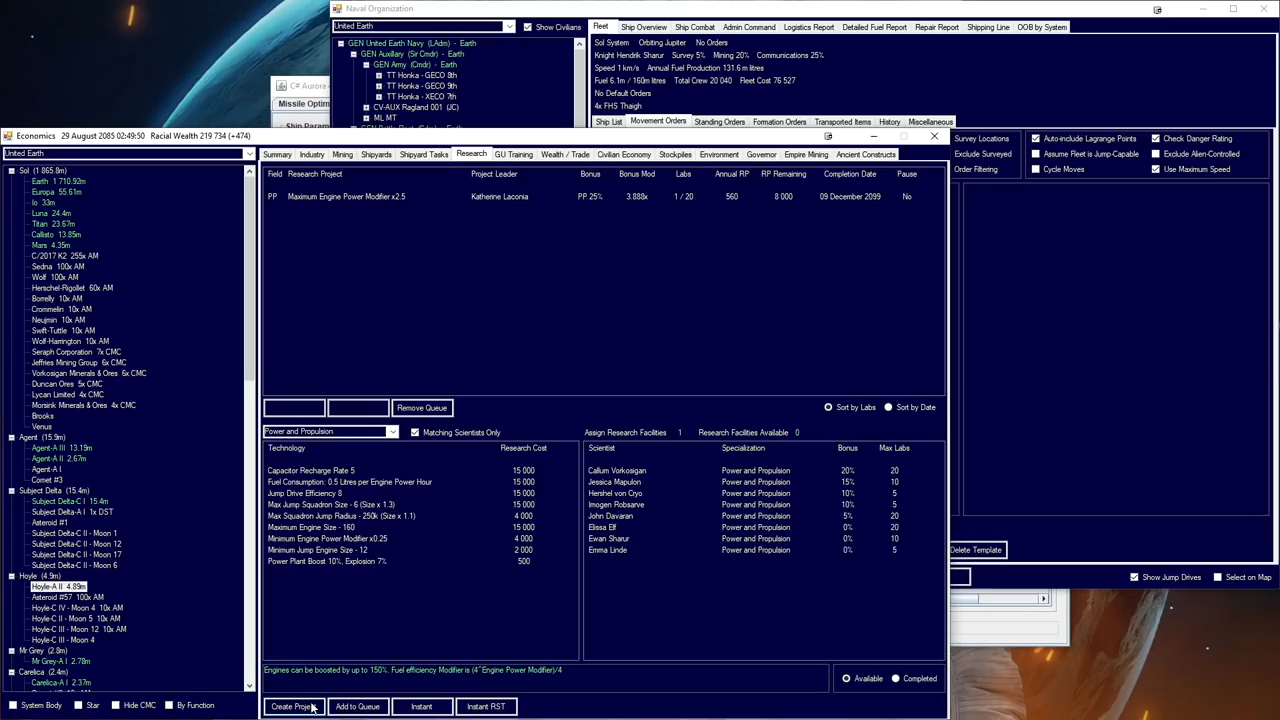 Naval Organization
United Earth
Show Civilians
Fleet Ship Overview Ship Combat Admin Command Logistics Report Detailed Fuel Report Repair Report Shipping Line OOB by System
GEN United Earth Navy (LAdm) - Earth
GEN Auxillary (Sir Cmdr) - Earth
GEN Army (Cmdr) - Earth
TT Honka - GECO 8th
TT Honka - GECO 9th
TT Honka - XECO 7th
CV-AUX Ragland 001 (JC)
ML MT
Sol System Orbiting Jupiter No Orders
Knight Hendrik Sharur Survey 5% Mining 20% Communications 25%
Speed 1 km/s Annual Fuel Production 131.6 m litres
Fuel 6.1m / 160m litres Total Crew 20 040 Fleet Cost 76 527
No Default Orders
4x FHS Thaigh
Ship List Movement Orders Standing Orders Formation Orders Transported Items History Miscellaneous
C# Aurora
Missile Optim
Ship Param
Survey Locations Auto-include Lagrange Points Check Danger Rating
Exclude Surveyed Assume Fleet is Jump-Capable Exclude Alien-Controlled
Order Filtering Cycle Moves Use Maximum Speed
Delete Template
Show Jump Drives Select on Map
Economics 29 August 2085 02:49:50 Racial Wealth 219 734 (+474)
United Earth
Summary Industry Mining Shipyards Shipyard Tasks Research GU Training Wealth / Trade Civilian Economy Stockpiles Environment Governor Empire Mining Ancient Constructs
Sol (1 865.8m)
Earth 1 710.92m
Europa 55.61m
Io 33m
Luna 24.4m
Titan 23.67m
Callisto 13.85m
Mars 4.35m
C/2017 K2 255x AM
Sedna 100x AM
Wolf 100x AM
Herschel-Rigollet 60x AM
Borrelly 10x AM
Crommelin 10x AM
Neujmin 10x AM
Swift-Tuttle 10x AM
Wolf-Harrington 10x AM
Seraph Corporation 7x CMC
Jeffries Mining Group 6x CMC
Vorkosigan Minerals & Ores 6x CMC
Duncan Ores 5x CMC
Lycan Limited 4x CMC
Morsink Minerals & Ores 4x CMC
Brooks
Venus
Agent (15.9m)
Agent-A III 13.19m
Agent-A II 2.67m
Agent-A I
Comet #3
Subject Delta (15.4m)
Subject Delta-C I 15.4m
Subject Delta-A I 1x DST
Asteroid #1
Subject Delta-C II - Moon 1
Subject Delta-C II - Moon 12
Subject Delta-C II - Moon 17
Subject Delta-C II - Moon 6
Hoyle (4.9m)
Hoyle-A II 4.89m
Asteroid #57 100x AM
Hoyle-C IV - Moon 4 10x AM
Hoyle-C II - Moon 5 10x AM
Hoyle-C III - Moon 12 10x AM
Hoyle-C III - Moon 4
Mr Grey (2.8m)
Mr Grey-A I 2.78m
Carelica (2.4m)
Carelica-A I 2.37m
System Body Star Hide CMC By Function
Field Research Project Project Leader Bonus Bonus Mod Labs Annual RP RP Remaining Completion Date Pause
PP Maximum Engine Power Modifier x2.5 Katherine Laconia PP 25% 3.888x 1 / 20 560 8 000 09 December 2099 No
Remove Queue Sort by Labs Sort by Date
Power and Propulsion Matching Scientists Only Assign Research Facilities 1 Research Facilities Available 0
Technology Research Cost
Capacitor Recharge Rate 5 15 000
Fuel Consumption: 0.5 Litres per Engine Power Hour 15 000
Jump Drive Efficiency 8 15 000
Max Jump Squadron Size - 6 (Size x 1.3) 15 000
Max Squadron Jump Radius - 250k (Size x 1.1) 4 000
Maximum Engine Size - 160 15 000
Minimum Engine Power Modifier x0.25 4 000
Minimum Jump Engine Size - 12 2 000
Power Plant Boost 10%, Explosion 7% 500
Scientist Specialization Bonus Max Labs
Callum Vorkosigan Power and Propulsion 20% 20
Jessica Mapulon Power and Propulsion 15% 10
Hershel von Cryo Power and Propulsion 10% 5
Imogen Robsarve Power and Propulsion 10% 5
John Davaran Power and Propulsion 5% 20
Elissa Elf Power and Propulsion 0% 20
Ewan Sharur Power and Propulsion 0% 10
Emma Linde Power and Propulsion 0% 5
Engines can be boosted by up to 150%. Fuel efficiency Modifier is (4^Engine Power Modifier)/4
Available Completed
Create Project Add to Queue Instant Instant RST